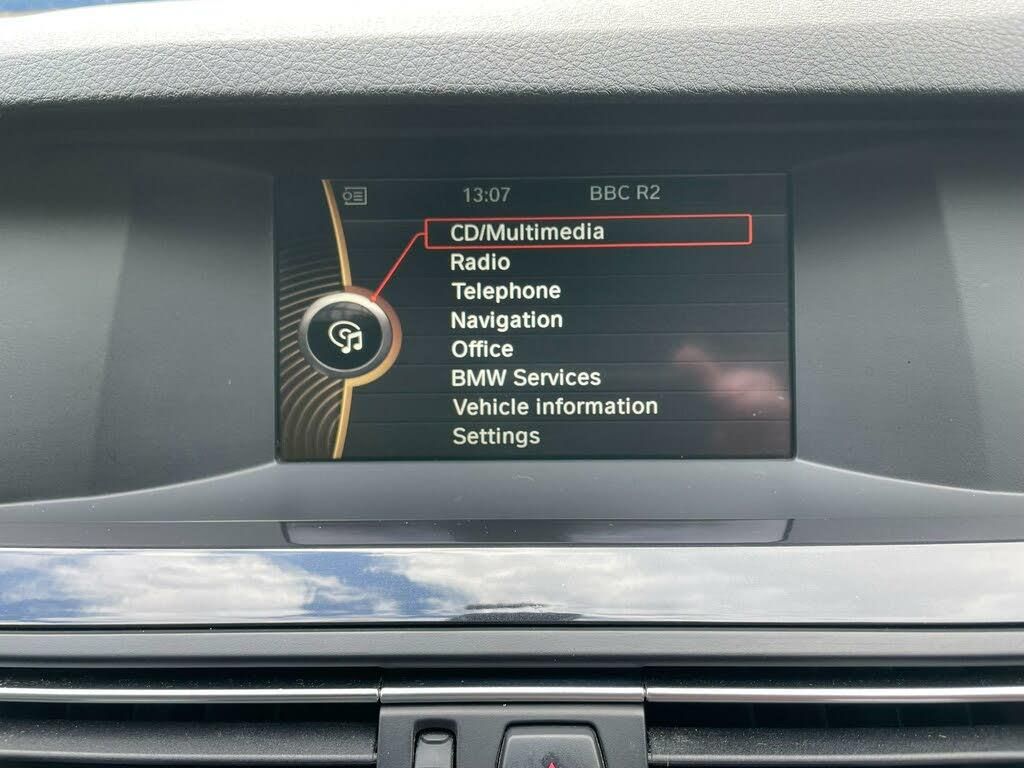 13:07 BBC R2
CD/Multimedia
Radio
Telephone
Navigation
Office
BMW Services
Vehicle information
Settings